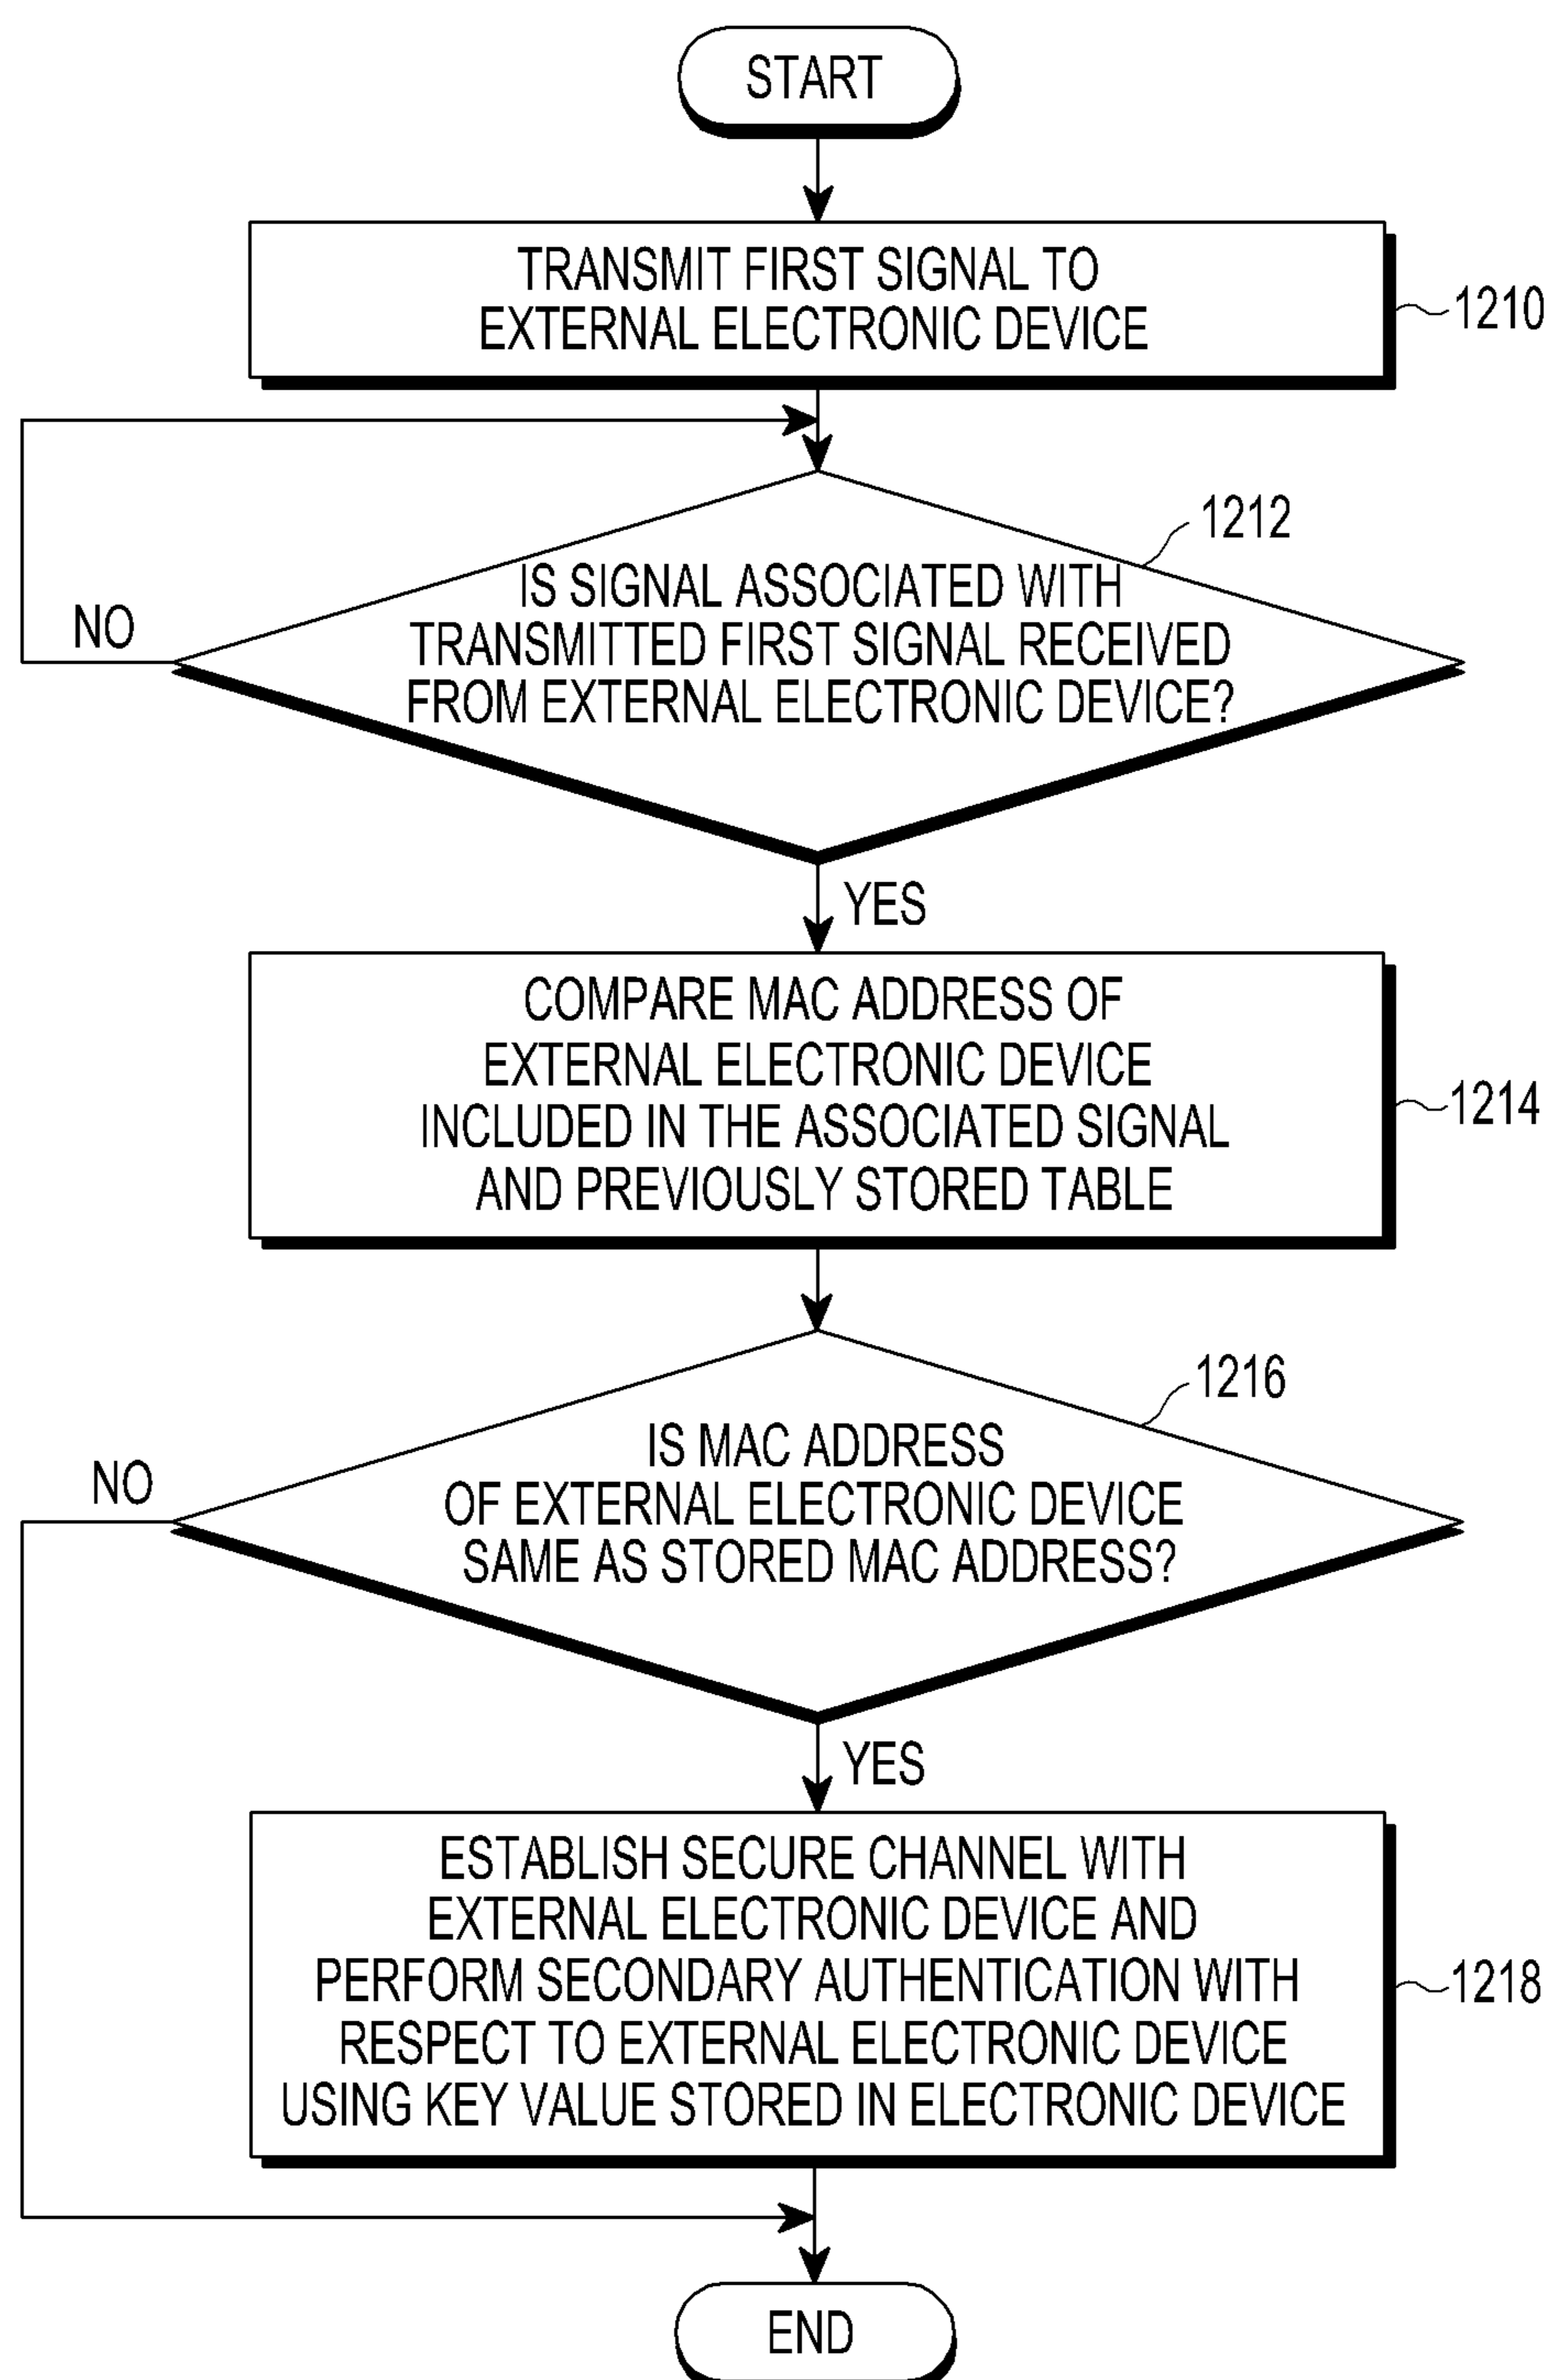 START
TRANSMIT FIRST SIGNAL TO
EXTERNAL ELECTRONIC DEVICE
1210
1212
IS SIGNAL ASSOCIATED WITH
TRANSMITTED FIRST SIGNAL RECEIVED
FROM EXTERNAL ELECTRONIC DEVICE?
NO
YES
COMPARE MAC ADDRESS OF
EXTERNAL ELECTRONIC DEVICE
INCLUDED IN THE ASSOCIATED SIGNAL
AND PREVIOUSLY STORED TABLE
1214
1216
IS MAC ADDRESS
OF EXTERNAL ELECTRONIC DEVICE
SAME AS STORED MAC ADDRESS?
NO
YES
ESTABLISH SECURE CHANNEL WITH
EXTERNAL ELECTRONIC DEVICE AND
PERFORM SECONDARY AUTHENTICATION WITH
RESPECT TO EXTERNAL ELECTRONIC DEVICE
USING KEY VALUE STORED IN ELECTRONIC DEVICE
1218
END